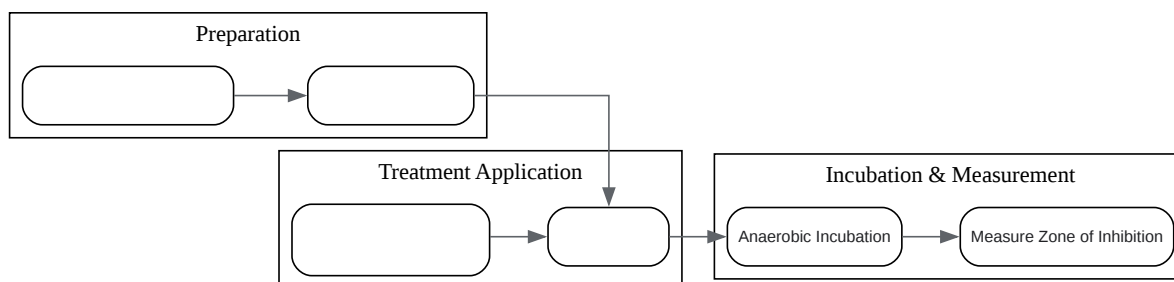 Preparation
Treatment Application
Incubation & Measurement
Anaerobic Incubation
Measure Zone of Inhibition